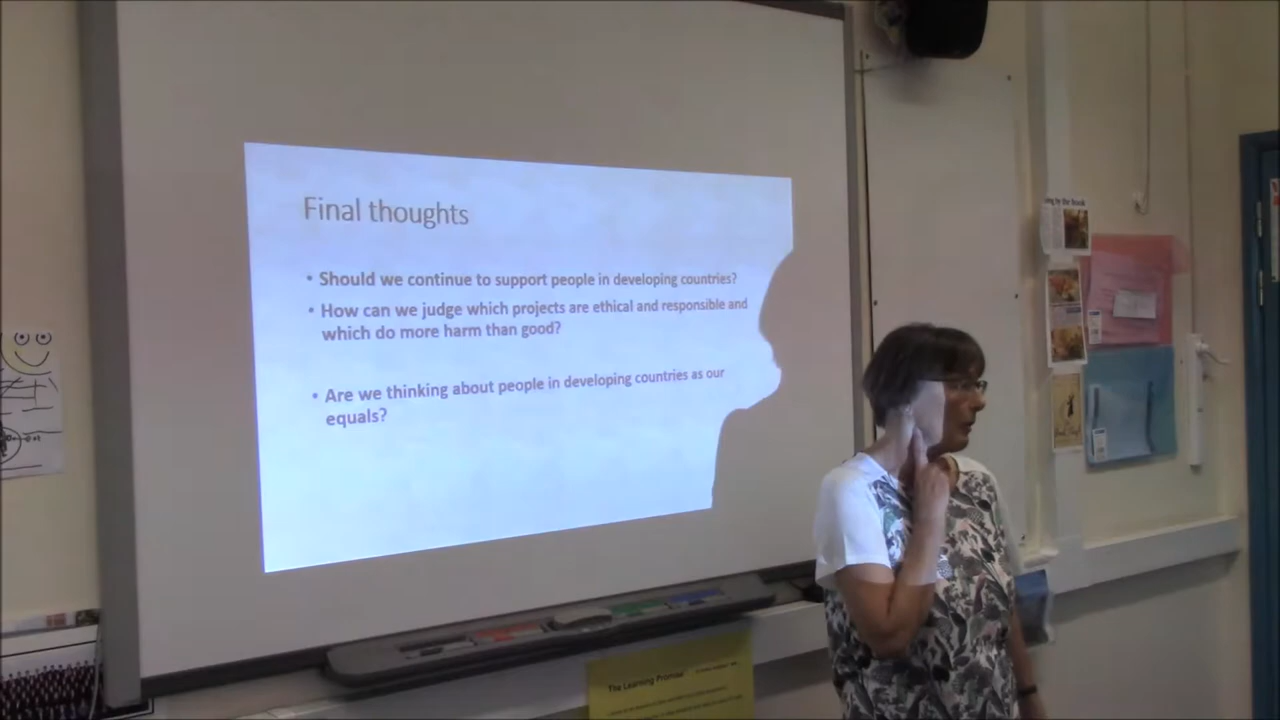 Final thoughts
• Should we continue to support people in developing countries?
• How can we judge which projects are ethical and responsible and
which do more harm than good?
• Are we thinking about people in developing countries as our
equals?
The Learning Promise